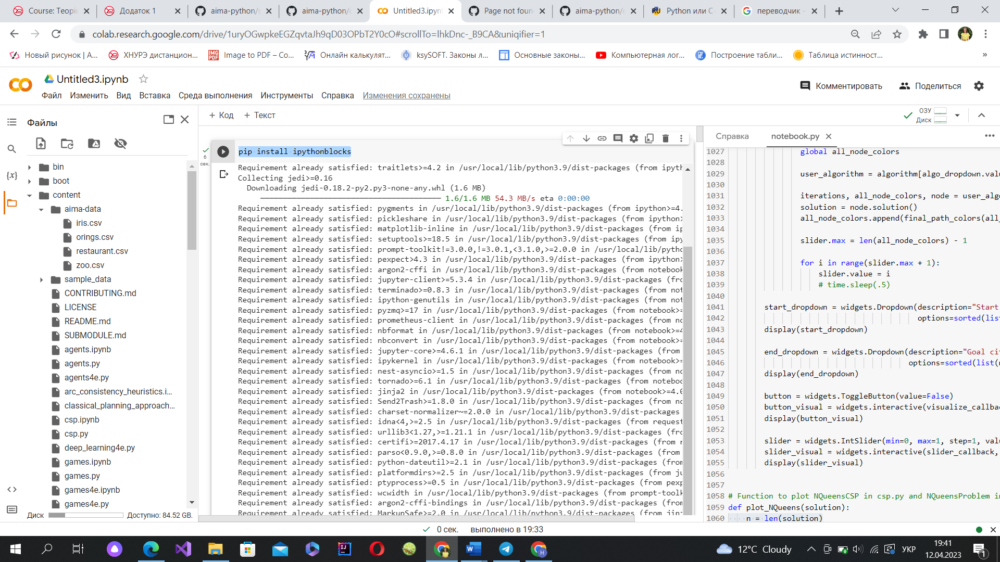 Course: Teopi
Додаток 1
aima-python/s
aima-python/c
Untitled3.ipyn
Page not foun
aima-python/c
Python или С
переводчик -
colab.research.google.com/drive/1uryOGwpkeEGZqvtaJh9qD03OPbT2Y0cO#scrollTo=lhkDnc-_B9CA&uniqifier=1
Новый рисунок | А...
ХНУРЭ дистанцион...
Image to PDF – Co...
Онлайн калькулят...
ksySOFT. Законы л...
Основные законы...
Компьютерная лог...
Построение табли...
Таблица истинност...
»
Untitled3.ipynb
Комментировать
Поделиться
Файл Изменить Вид Вставка Среда выполнения Инструменты Справка Изменения сохранены
Файлы
+ Код + Текст
ОЗУ
Диск
bin
boot
content
aima-data
iris.csv
orings.csv
restaurant.csv
zoo.csv
sample_data
CONTRIBUTING.md
LICENSE
README.md
SUBMODULE.md
agents.ipynb
agents.py
agents4e.py
arc_consistency_heuristics.i...
classical_planning_approach...
csp.ipynb
csp.py
deep_learning4e.py
games.ipynb
games.py
games4e.ipynb
games4e.py
Диск
Доступно: 84.52 GB.
6
сек.
pip install ipythonblocks
Requirement already satisfied: traitlets>=4.2 in /usr/local/lib/python3.9/dist-packages (from ipyth
Collecting jedi>=0.16
Downloading jedi-0.18.2-py2.py3-none-any.whl (1.6 MB)
1.6/1.6 MB 54.3 MB/s eta 0:00:00
Requirement already satisfied: pygments in /usr/local/lib/python3.9/dist-packages (from ipython>=4.
Requirement already satisfied: pickleshare in /usr/local/lib/python3.9/dist-packages (from ipython>
Requirement already satisfied: matplotlib-inline in /usr/local/lib/python3.9/dist-packages (from ip
Requirement already satisfied: setuptools>=18.5 in /usr/local/lib/python3.9/dist-packages (from ipy
Requirement already satisfied: prompt-toolkit!=3.0.0,!=3.0.1,<3.1.0,>=2.0.0 in /usr/local/lib/pytho
Requirement already satisfied: pexpect>4.3 in /usr/local/lib/python3.9/dist-packages (from ipython>
Requirement already satisfied: argon2-cffi in /usr/local/lib/python3.9/dist-packages (from notebook
Requirement already satisfied: jupyter-client>=5.3.4 in /usr/local/lib/python3.9/dist-packages (fro
Requirement already satisfied: terminado>=0.8.3 in /usr/local/lib/python3.9/dist-packages (from not
Requirement already satisfied: ipython-genutils in /usr/local/lib/python3.9/dist-packages (from not
Requirement already satisfied: pyzmq>=17 in /usr/local/lib/python3.9/dist-packages (from notebook>=
Requirement already satisfied: prometheus-client in /usr/local/lib/python3.9/dist-packages (from no
Requirement already satisfied: nbformat in /usr/local/lib/python3.9/dist-packages (from notebook>=4
Requirement already satisfied: nbconvert in /usr/local/lib/python3.9/dist-packages (from notebook>=
Requirement already satisfied: jupyter-core>=4.6.1 in /usr/local/lib/python3.9/dist-packages (from
Requirement already satisfied: ipykernel in /usr/local/lib/python3.9/dist-packages (from notebook>=
Requirement already satisfied: nest-asyncio>=1.5 in /usr/local/lib/python3.9/dist-packages (from no
Requirement already satisfied: tornado>=6.1 in /usr/local/lib/python3.9/dist-packages (from noteboo
Requirement already satisfied: jinja2 in /usr/local/lib/python3.9/dist-packages (from notebook>=4.0
Requirement already satisfied: Send2Trash>=1.8.0 in /usr/local/lib/python3.9/dist-packages (from no
Requirement already satisfied: charset-normalizer~=2.0.0 in /usr/local/lib/python3.9/dist-packages
Requirement already satisfied: idna<4,>=2.5 in /usr/local/lib/python3.9/dist-packages (from request
Requirement already satisfied: urllib3<1.27,>=1.21.1 in /usr/local/lib/python3.9/dist-packages (fro
Requirement already satisfied: certifi>=2017.4.17 in /usr/local/lib/python3.9/dist-packages (from r
Requirement already satisfied: parso<0.9.0,>=0.8.0 in /usr/local/lib/python3.9/dist-packages (from
Requirement already satisfied: python-dateutil>=2.1 in /usr/local/lib/python3.9/dist-packages (from
Requirement already satisfied: platformdirs>=2.5 in /usr/local/lib/python3.9/dist-packages (from ju
Requirement already satisfied: ptyprocess>=0.5 in /usr/local/lib/python3.9/dist-packages (from pexp
Requirement already satisfied: wcwidth in /usr/local/lib/python3.9/dist-packages (from prompt-toolk
Requirement already satisfied: argon2-cffi-bindings in /usr/local/lib/python3.9/dist-packages (from
Requirement already satisfied: MarkupSafe>=2.0 in /usr/local/lib/python3.9/dist-packages (from jin
Справка notebook.py
1027 global all_node_colors
1028
1029 user_algorithm = algorithm[algo_dropdown.valu
1030
1031 iterations, all_node_colors, node = user_algo
1032 solution = node.solution()
1033 all_node_colors.append(final_path_colors(all_
1034
1035 slider.max = len(all_node_colors) - 1
1036
1037 for i in range(slider.max + 1):
1038 slider.value = i
1039 # time.sleep(.5)
1040
1041 start_dropdown = widgets.Dropdown(description="Start
1042 options=sorted(list
1043 display(start_dropdown)
1044
1045 end_dropdown = widgets.Dropdown(description="Goal ci
1046 options=sorted(list(
1047 display(end_dropdown)
1048
1049 button = widgets.ToggleButton(value=False)
1050 button_visual = widgets.interactive(visualize_callba
1051 display(button_visual)
1052
1053 slider = widgets.IntSlider(min=0, max=1, step=1, valu
1054 slider_visual = widgets.interactive(slider_callback,
1055 display(slider_visual)
1056
1057
1058 # Function to plot NQueensCSP in csp.py and NQueensProblem in
1059 def plot_NQueens(solution):
1060 n = len(solution)
0 сек. выполнено в 19:33
12°C Cloudy
УКР
19:41
12.04.2023
1